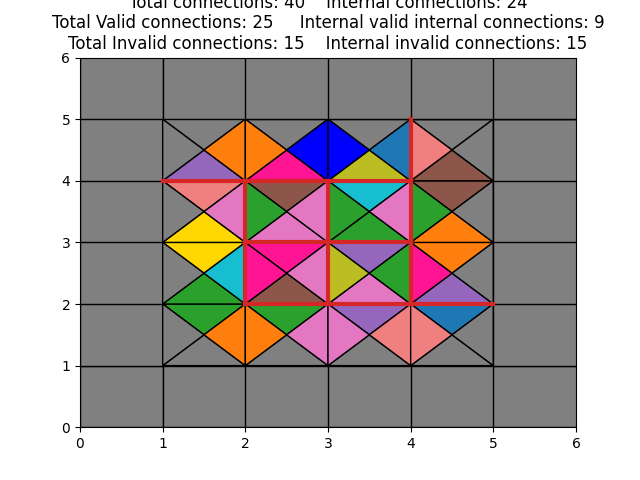 Total connections: 40    Internal connections: 24
Total Valid connections: 25     Internal valid internal connections: 9
Total Invalid connections: 15    Internal invalid connections: 15
6
5
4
3
2
1
0
0 1 2 3 4 5 6